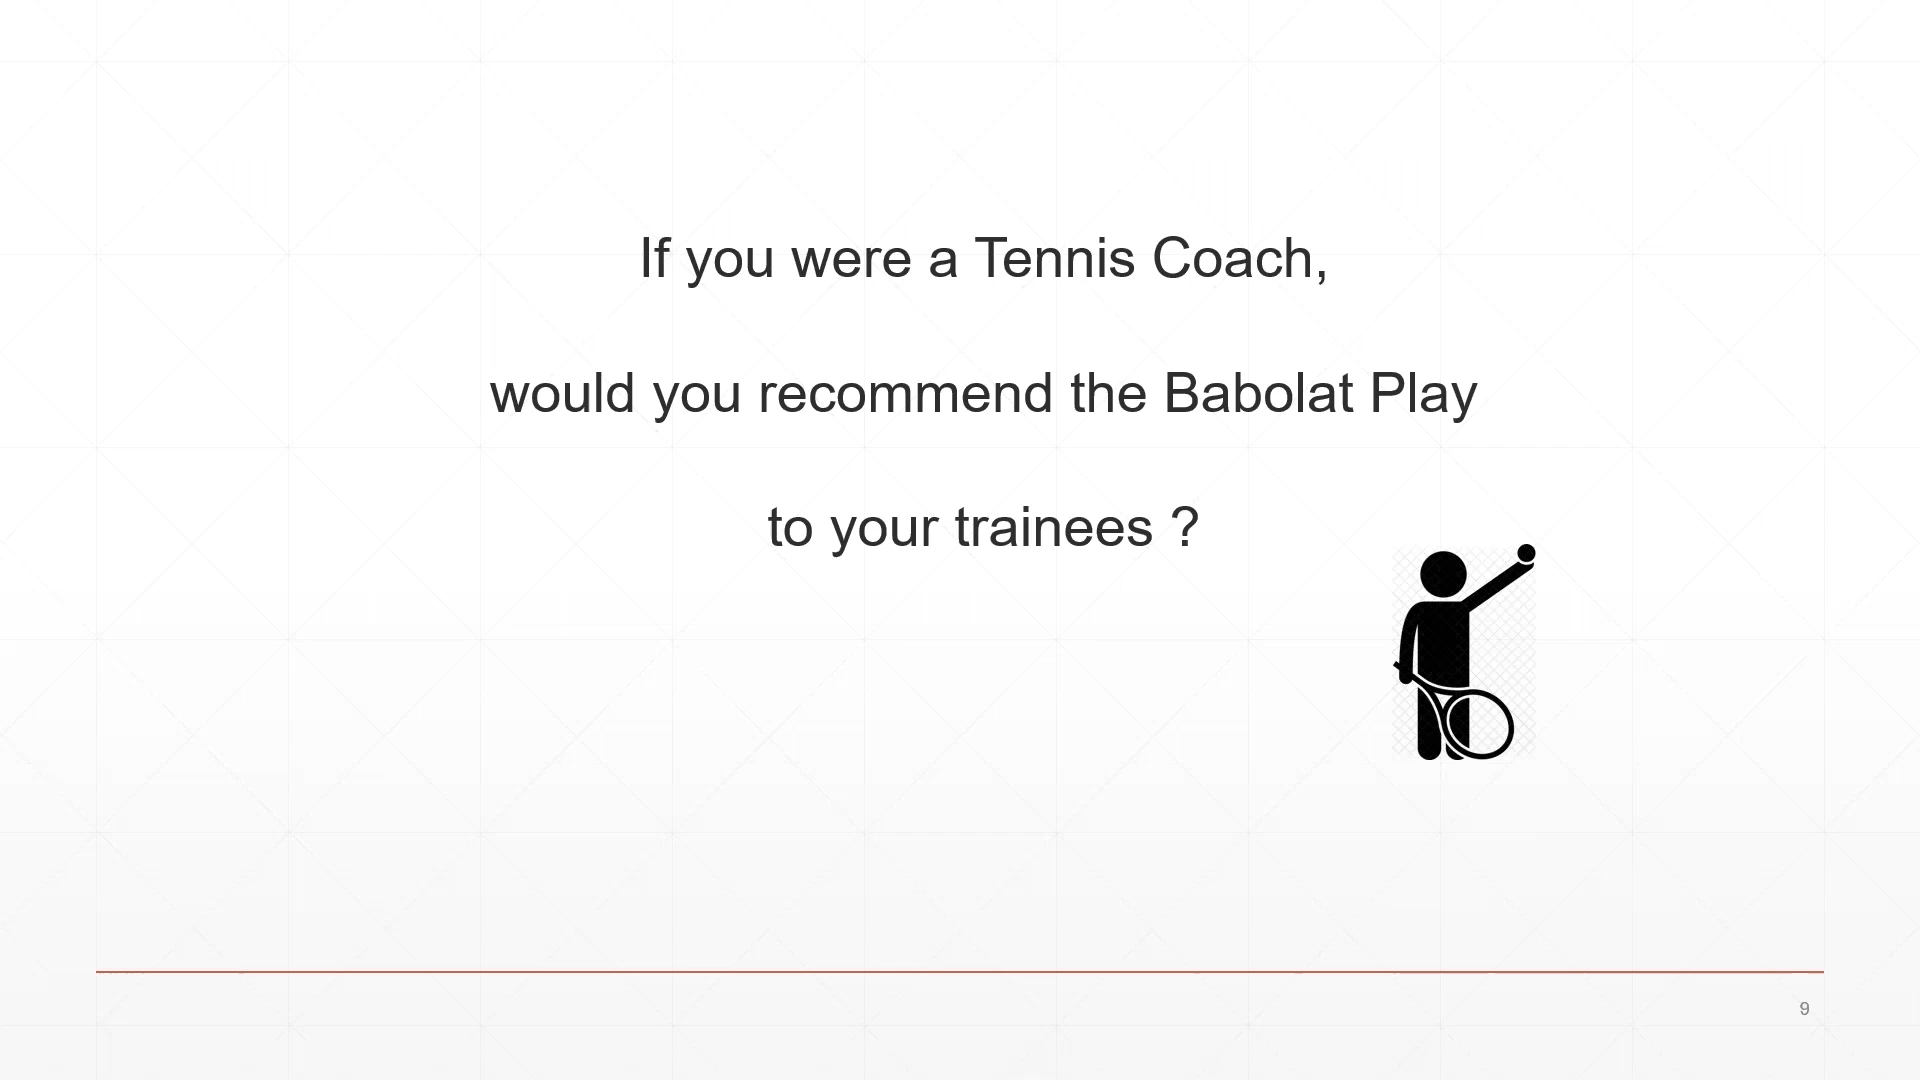 If you were a Tennis Coach,
would you recommend the Babolat Play
to your trainees ?
9